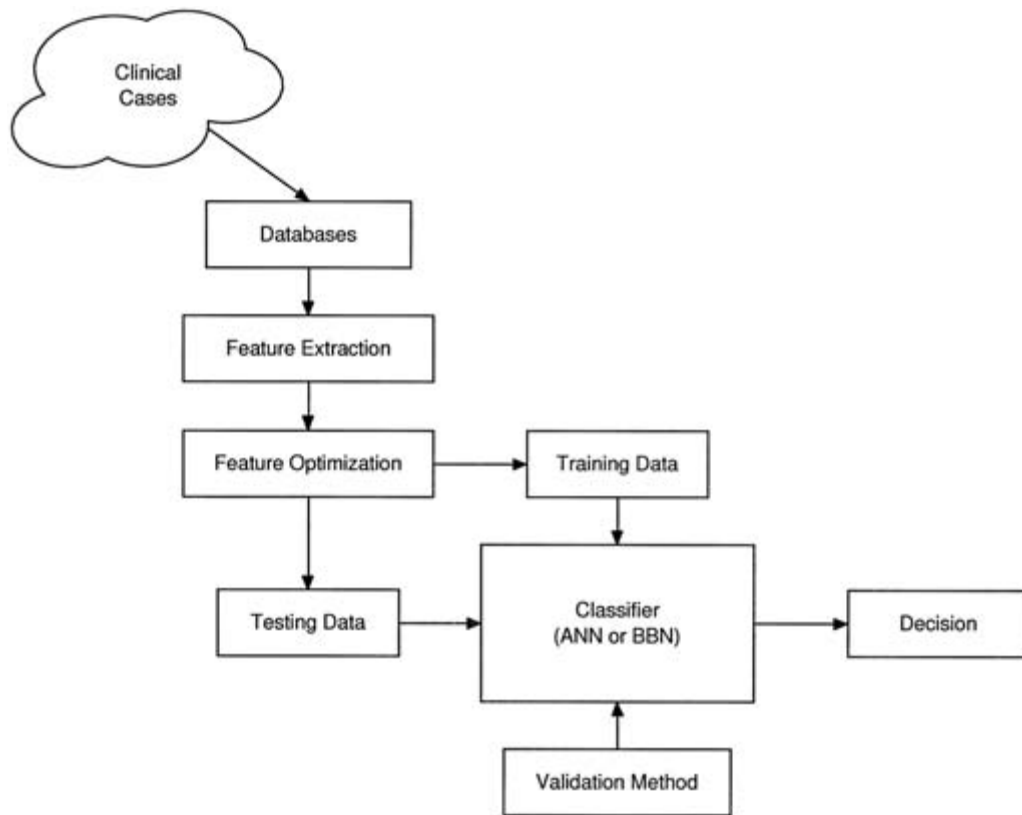 Clinical
Cases
Databases
Feature Extraction
Feature Optimization
Training Data
Testing Data
Classifier
(ANN or BBN)
Decision
Validation Method